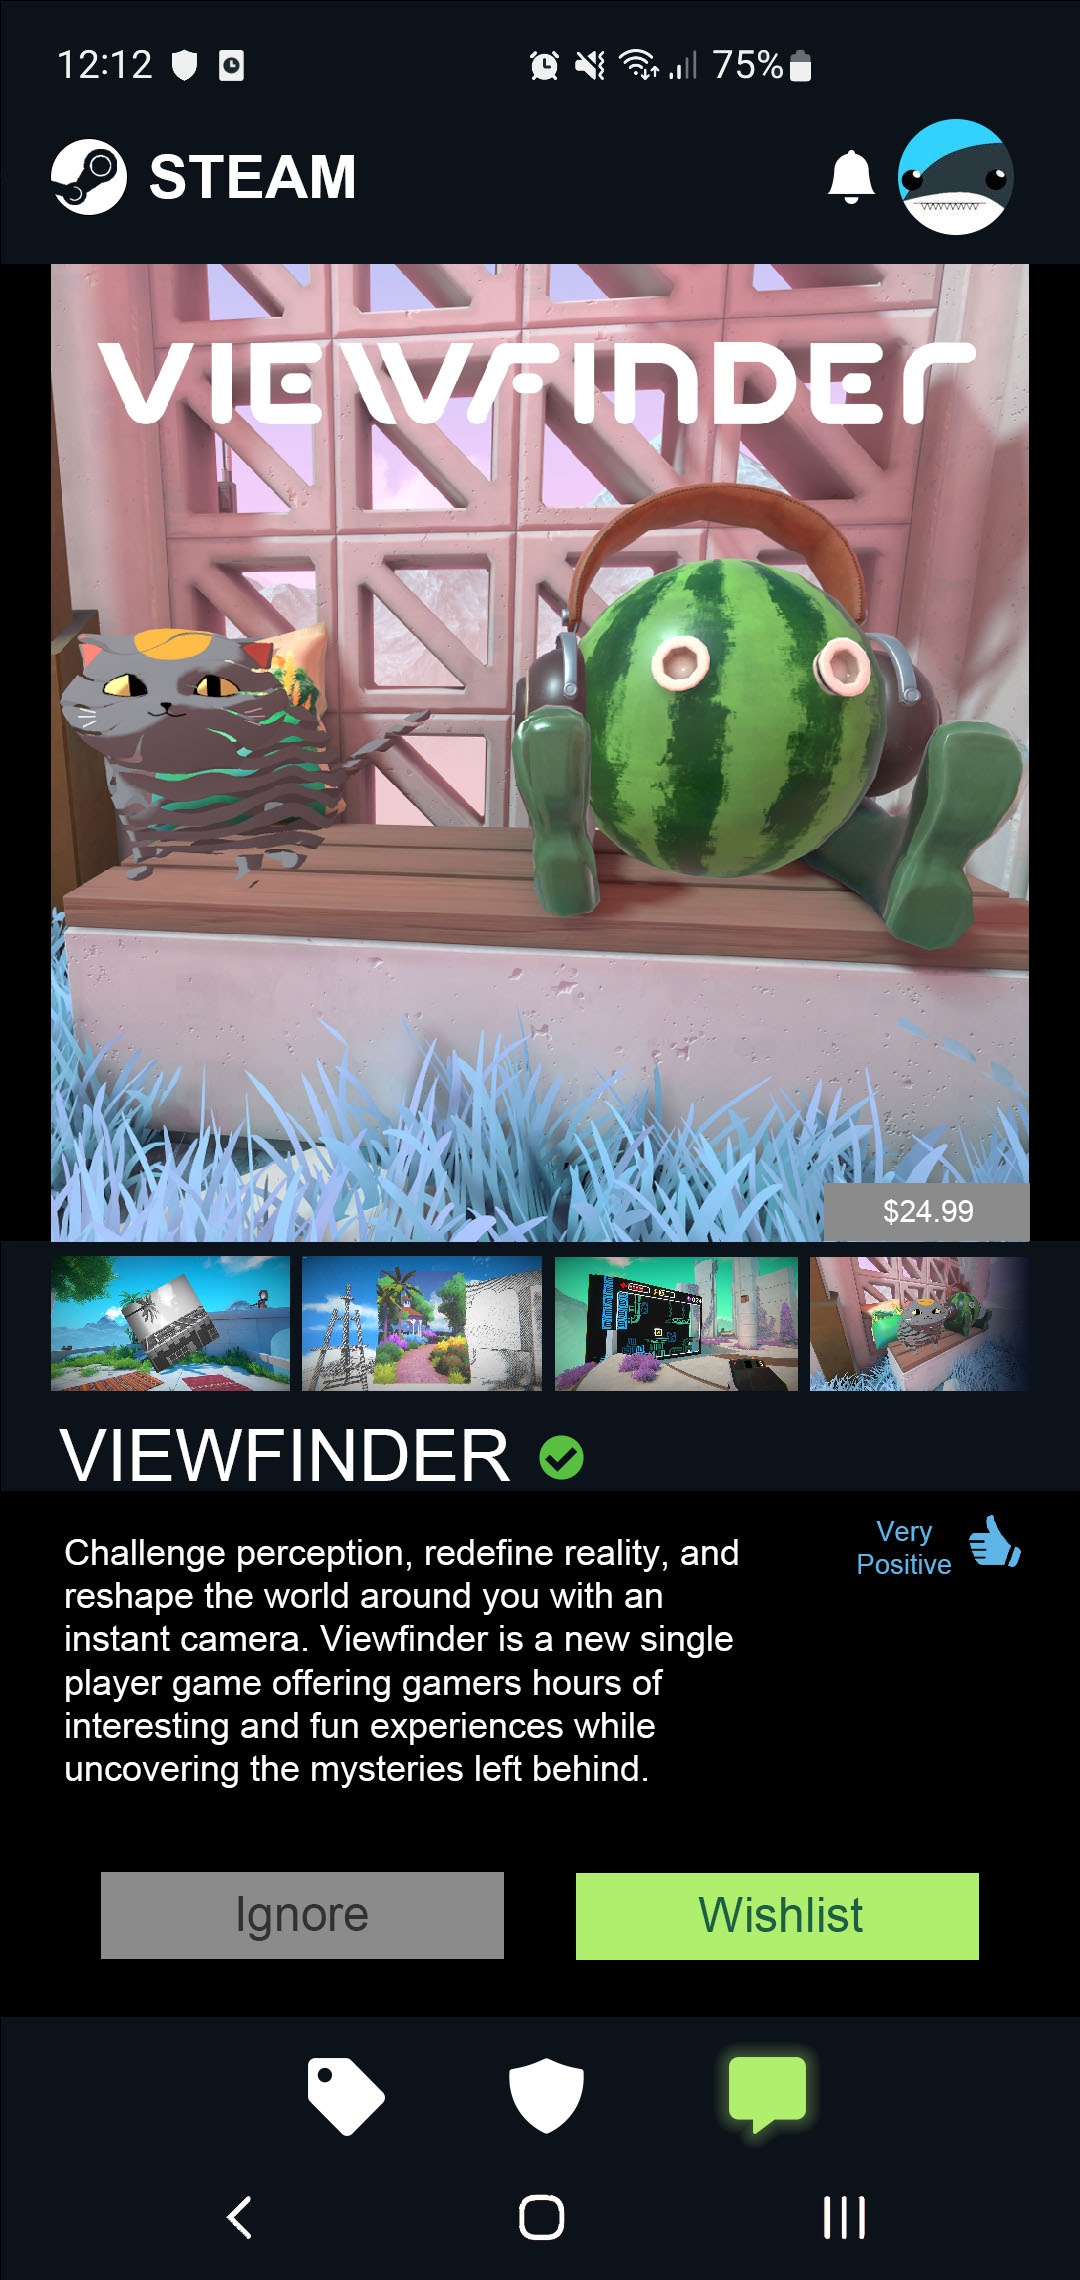 12:12
75%
STEAM
VIEWFINDER
$24.99
VIEWFINDER
Very
Positive
Challenge perception, redefine reality, and
reshape the world around you with an
instant camera. Viewfinder is a new single
player game offering gamers hours of
interesting and fun experiences while
uncovering the mysteries left behind.
Ignore
Wishlist